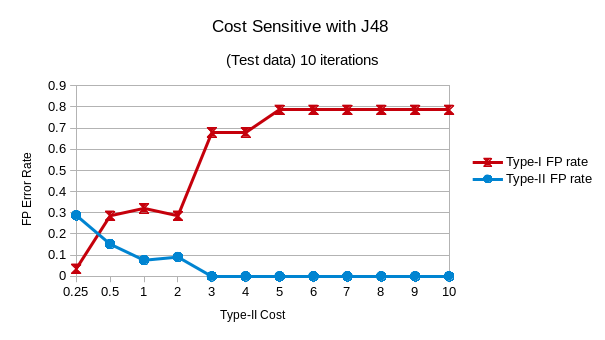 Cost Sensitive with J48
(Test data) 10 iterations
0.9
0.8
0.7
0.6
0.5
0.4
0.3
0.2
0.1
0
FP Error Rate
0.25 0.5 1 2 3 4 5 6 7 8 9 10
Type-II Cost
Type-I FP rate
Type-II FP rate